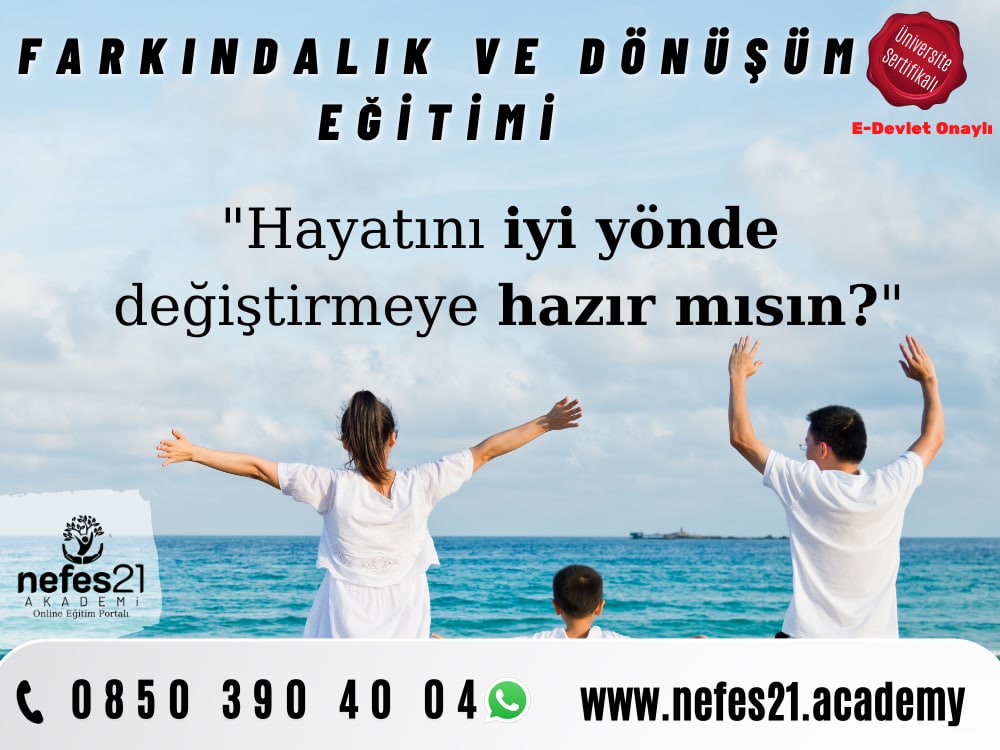 FARKINDALIK VE DÖNÜŞÜM
EĞİTİMİ
Üniversite
Sertifikalı
E-Devlet Onaylı
"Hayatını iyi yönde
değiştirmeye hazır mısın?"
nefes21
AKADEMİ
Online Eğitim Portalı
0850 390 40 04
www.nefes21.academy